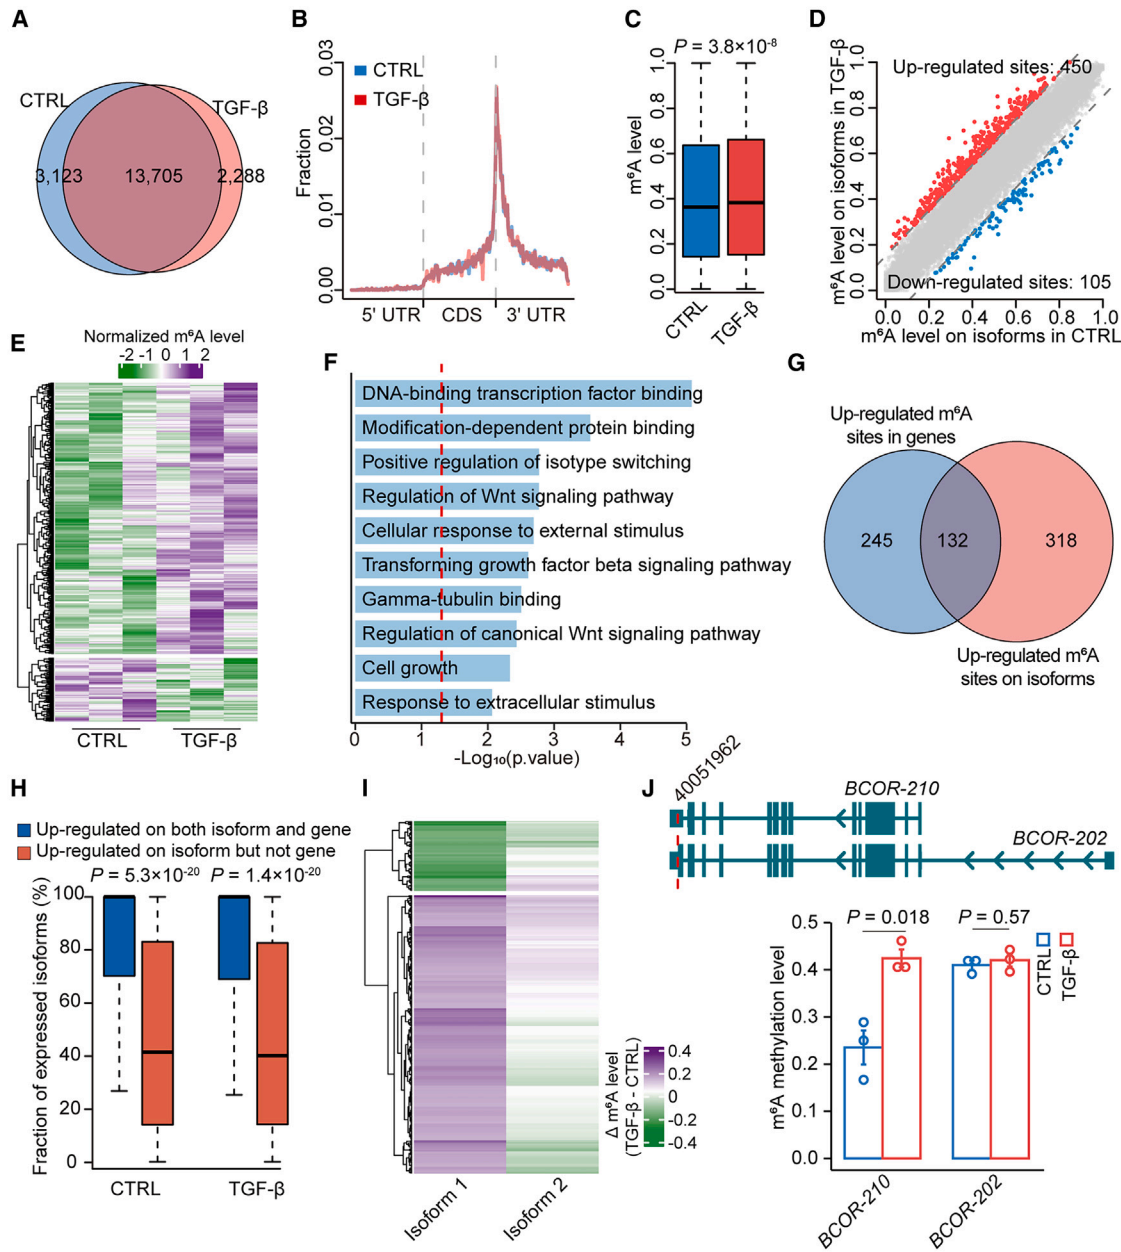 A
CTRL
TGF-β
3,123
13,705
2,288
B
CTRL
TGF-β
Fraction
0.00
0.01
0.02
0.03
5' UTR
CDS
3' UTR
C
P = 3.8×10-8
m⁶A level
0.0
0.2
0.4
0.6
0.8
1.0
CTRL
TGF-β
D
Up-regulated sites: 450
Down-regulated sites: 105
m⁶A level on isoforms in TGF-β
0.0
0.2
0.4
0.6
0.8
1.0
0.0 0.2 0.4 0.6 0.8 1.0
m⁶A level on isoforms in CTRL
E
Normalized m⁶A level
-2 -1 0 1 2
CTRL
TGF-β
F
DNA-binding transcription factor binding
Modification-dependent protein binding
Positive regulation of isotype switching
Regulation of Wnt signaling pathway
Cellular response to external stimulus
Transforming growth factor beta signaling pathway
Gamma-tubulin binding
Regulation of canonical Wnt signaling pathway
Cell growth
Response to extracellular stimulus
0 1 2 3 4 5
-Log₁₀(p.value)
G
Up-regulated m⁶A
sites in genes
245
132
318
Up-regulated m⁶A
sites on isoforms
H
Up-regulated on both isoform and gene
Up-regulated on isoform but not gene
P = 5.3×10-20
P = 1.4×10-20
Fraction of expressed isoforms (%)
100
80
60
40
20
0
CTRL
TGF-β
I
Δ m⁶A level
(TGF-β - CTRL)
0.4
0.2
0
-0.2
-0.4
Isoform 1
Isoform 2
J
40051962
BCOR-210
BCOR-202
P = 0.018
P = 0.57
CTRL
TGF-β
m⁶A methylation level
0.5
0.4
0.3
0.2
0.1
0.0
BCOR-210
BCOR-202